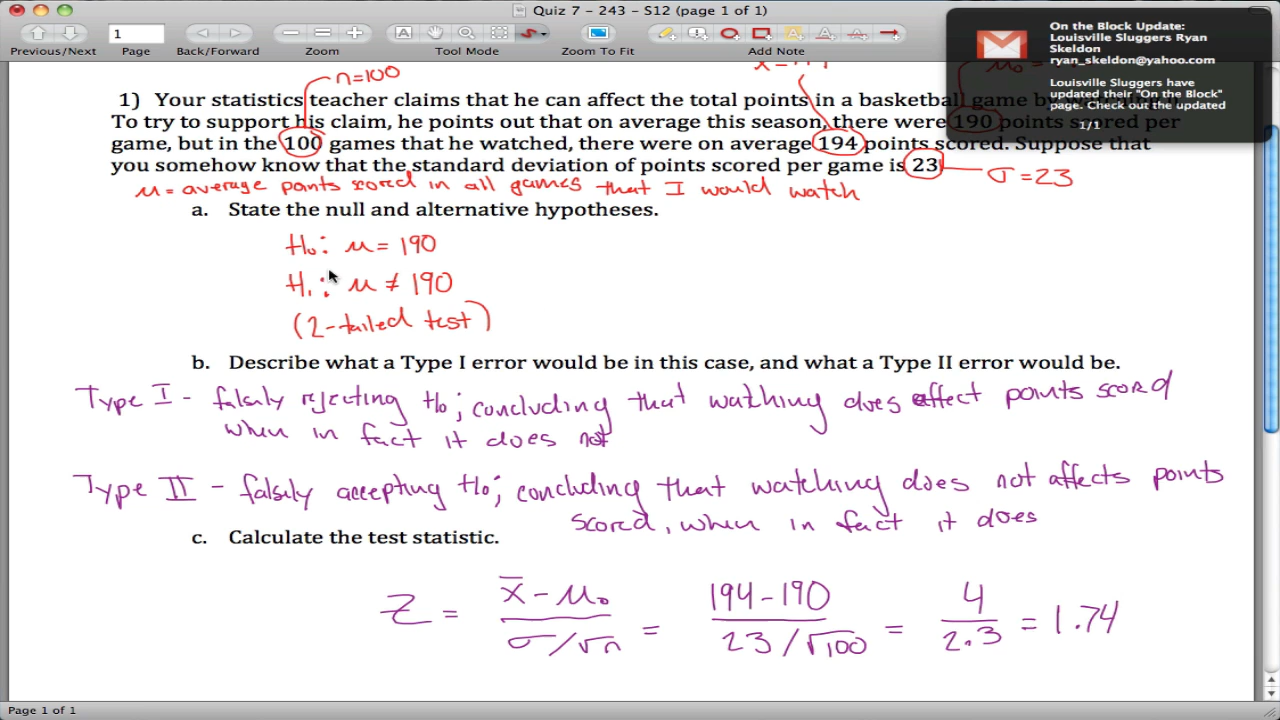 Quiz 7 – 243 – S12 (page 1 of 1)
1
Previous/Next
Page
Back/Forward
Zoom
Tool Mode
Zoom To Fit
Add Note
On the Block Update:
Louisville Sluggers Ryan
Skeldon
ryan_skeldon@yahoo.com
Louisville Sluggers have
updated their "On the Block"
page. Check out the updated
1/1
n=100
1) Your statistics teacher claims that he can affect the total points in a basketball game by
To try to support his claim, he points out that on average this season, there were 190 points scored per
game, but in the 100 games that he watched, there were on average 194 points scored. Suppose that
you somehow know that the standard deviation of points scored per game is 23
σ = 23
μ = average points scored in all games that I would watch
a. State the null and alternative hypotheses.
H₀: μ = 190
H₁: μ ≠ 190
(2-tailed test)
b. Describe what a Type I error would be in this case, and what a Type II error would be.
Type I - falsly rejecting H₀; concluding that watching does affect points scored
when in fact it does not
Type II - falsily accepting H₀; concluding that watching does not affects points
scored, when in fact it does
c. Calculate the test statistic.
Z = (x̄ - μ₀)/(σ/√n) = (194-190)/(23/√100) = 4/2.3 = 1.74
Page 1 of 1